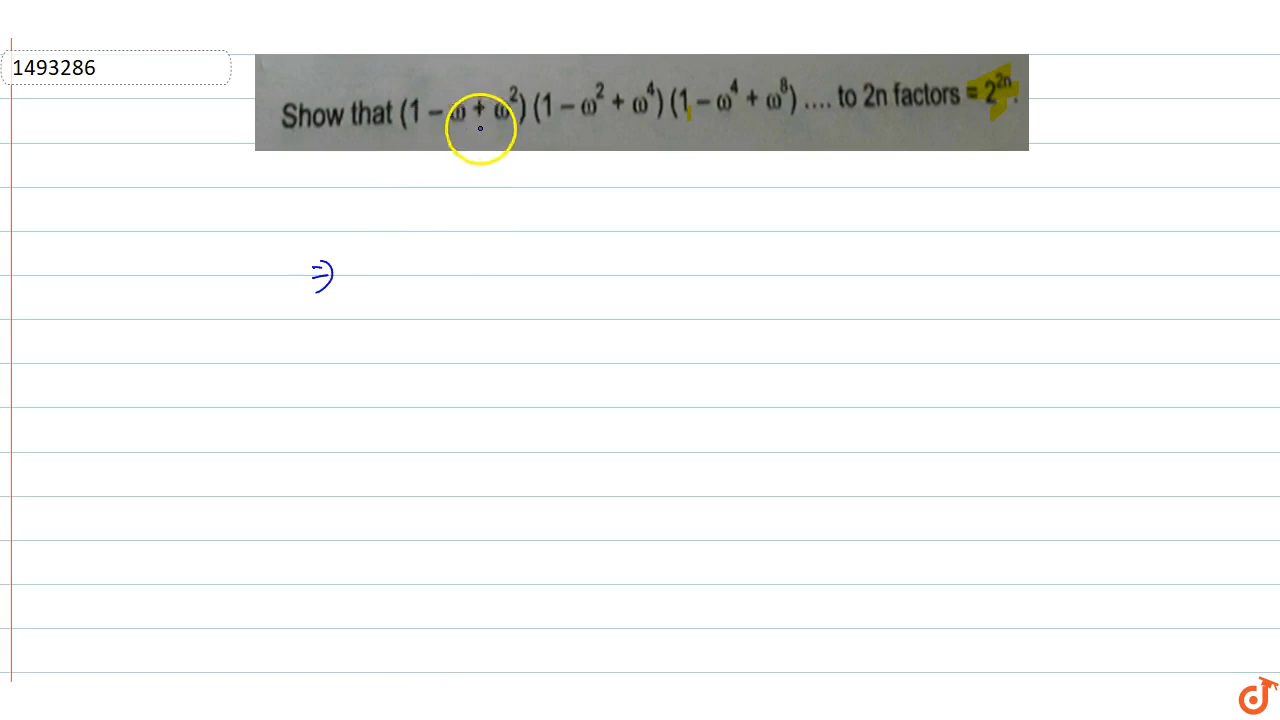 1493286
Show that (1 − ω + ω²) (1 − ω² + ω⁴) (1 − ω⁴ + ω⁸) .... to 2n factors = 2²ⁿ.
⇒